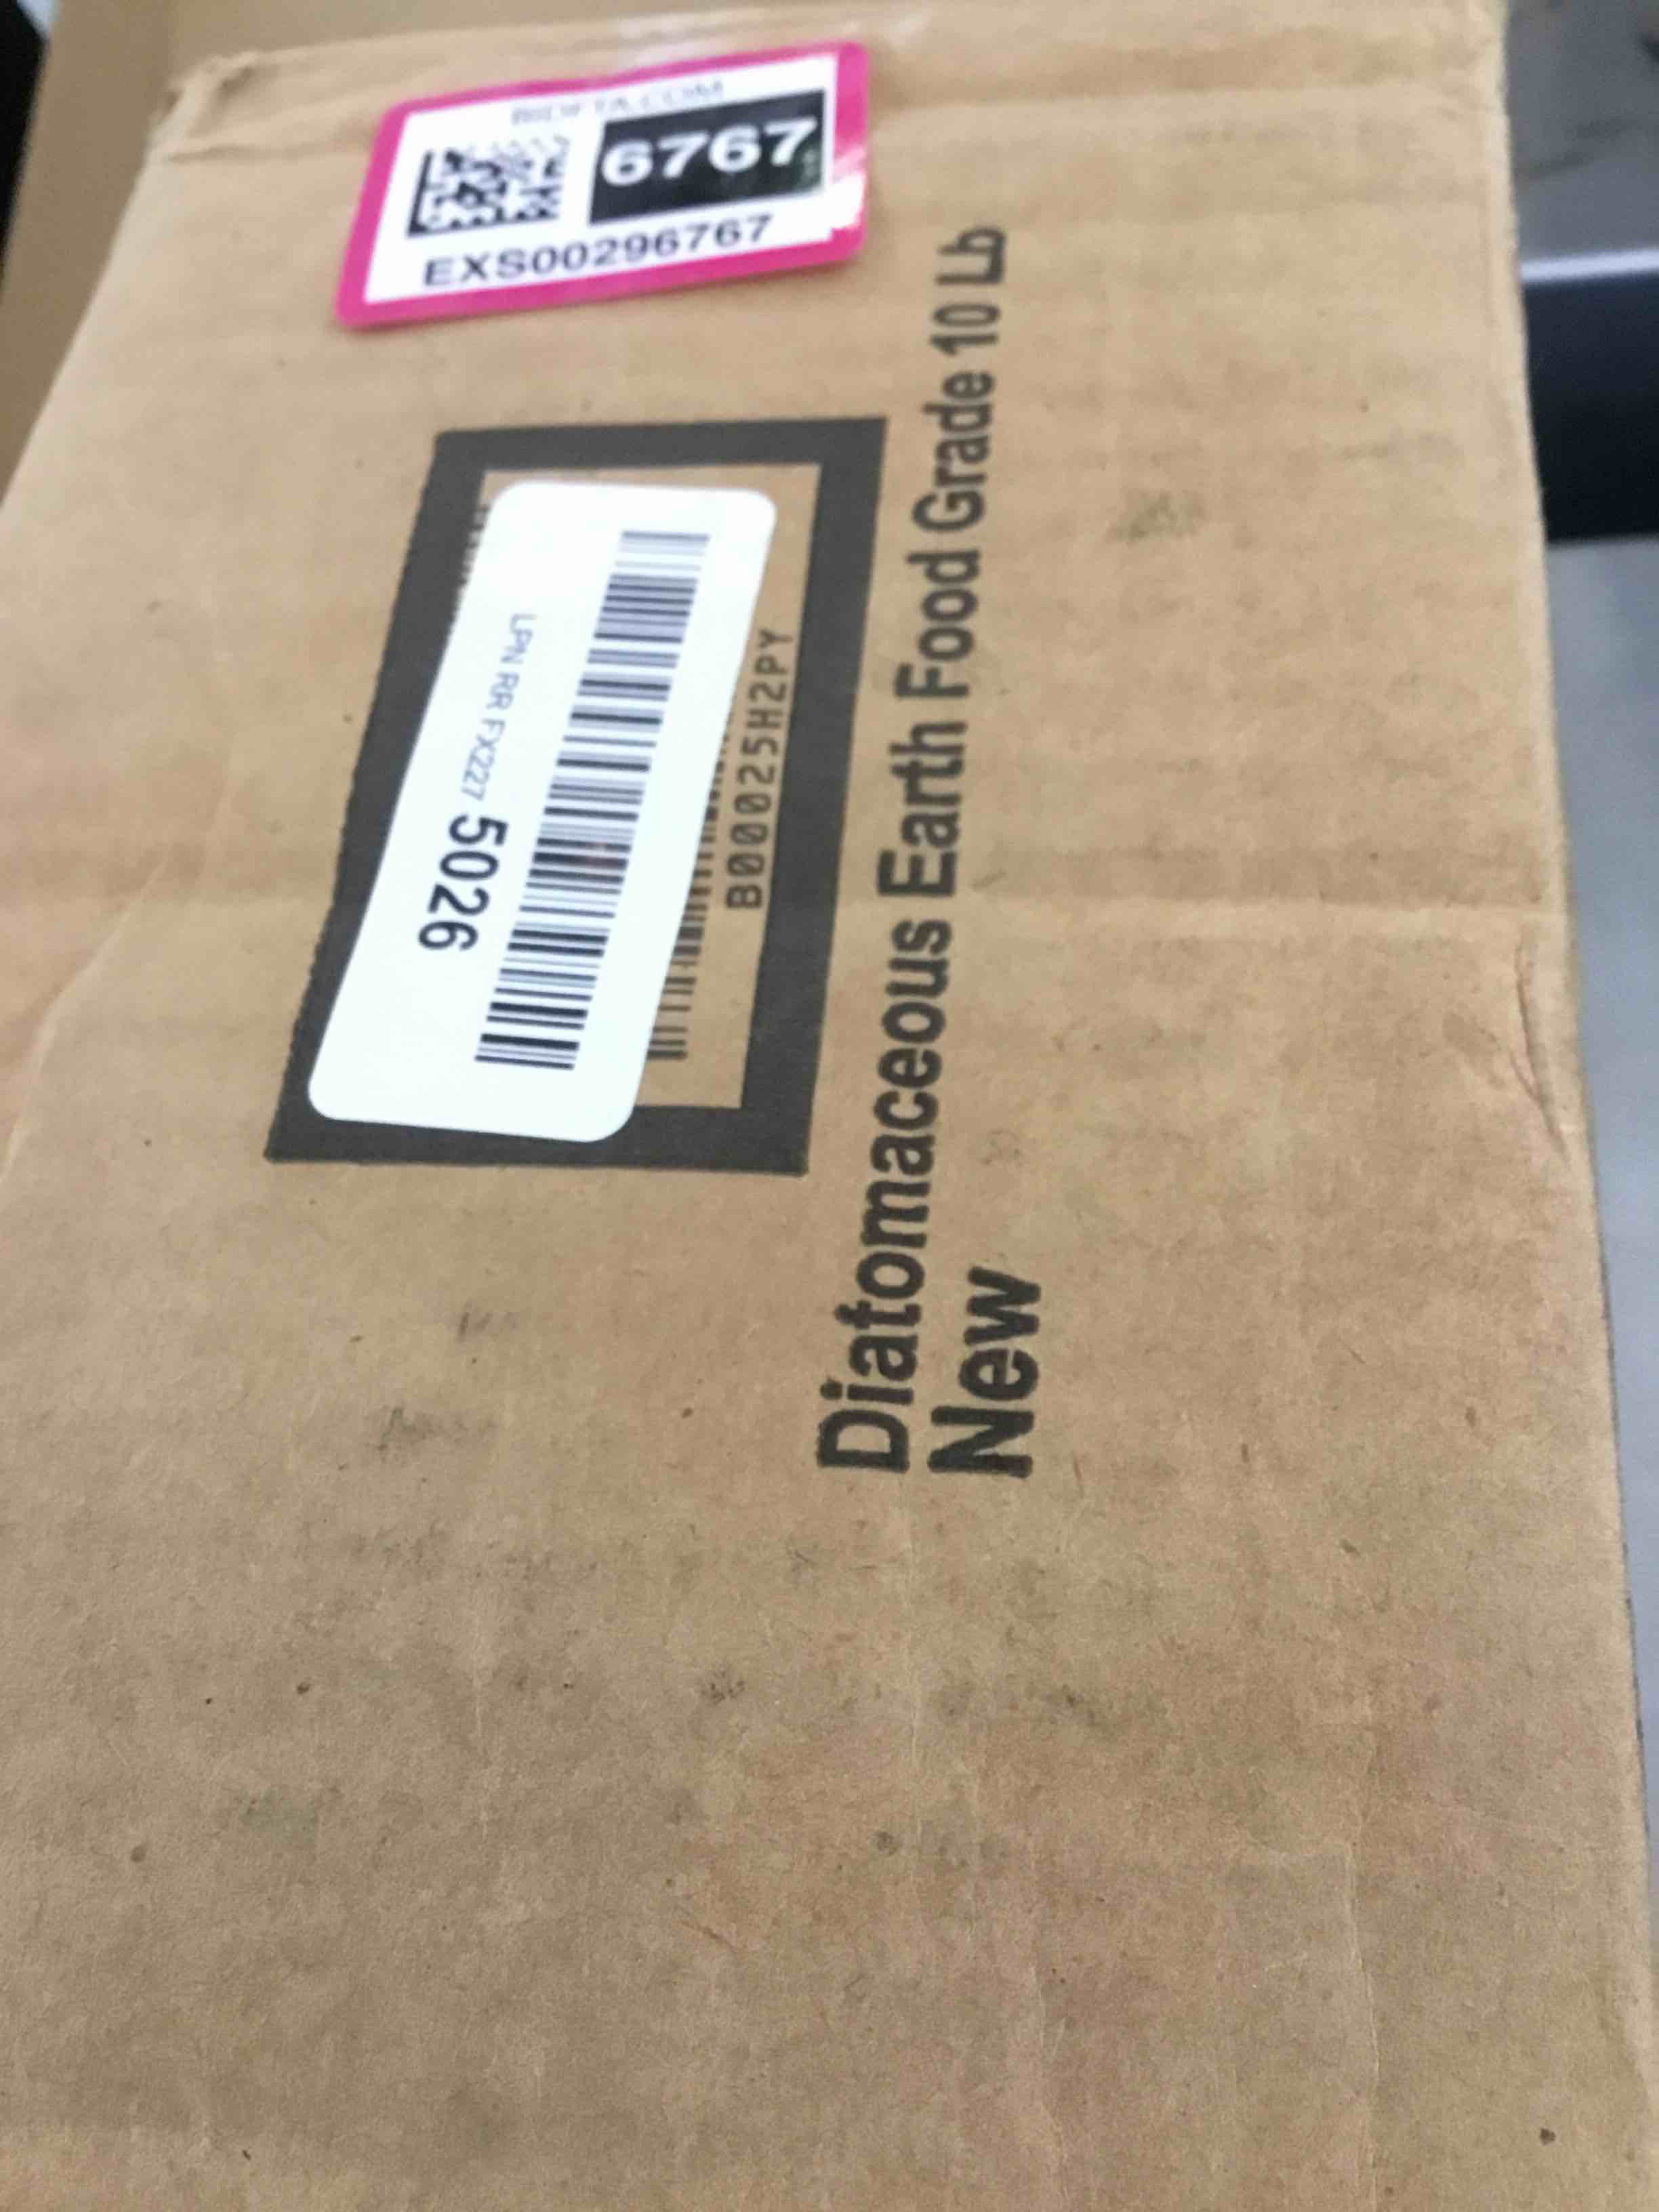 BIDFTA.COM
6767
EXS00296767
LPN RR FX227 5026
B00025H2PY
Diatomaceous Earth Food Grade 10 Lb
New